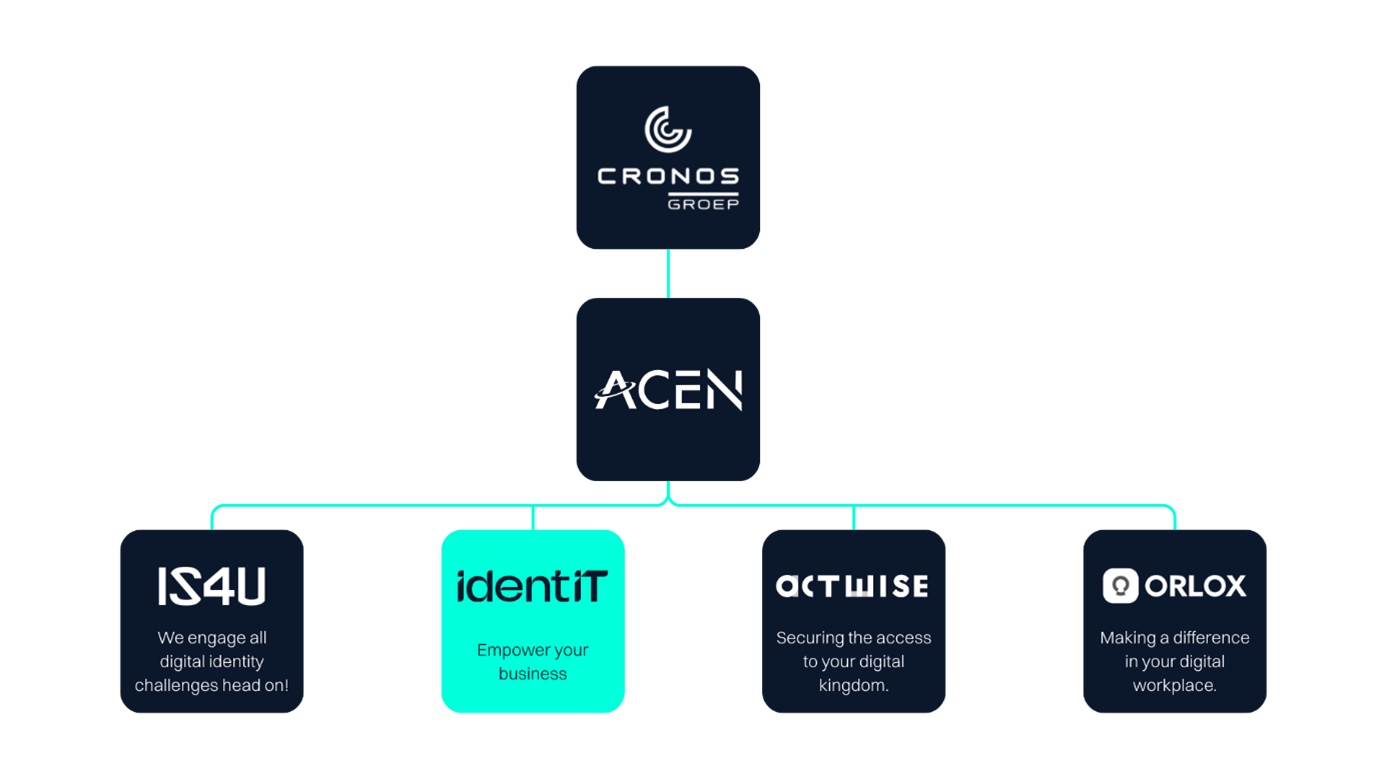 CRONOS
GROEP
ACEN
IS4U
We engage all
digital identity
challenges head on!
identiT
Empower your
business
actwise
Securing the access
to your digital
kingdom.
ORLOX
Making a difference
in your digital
workplace.